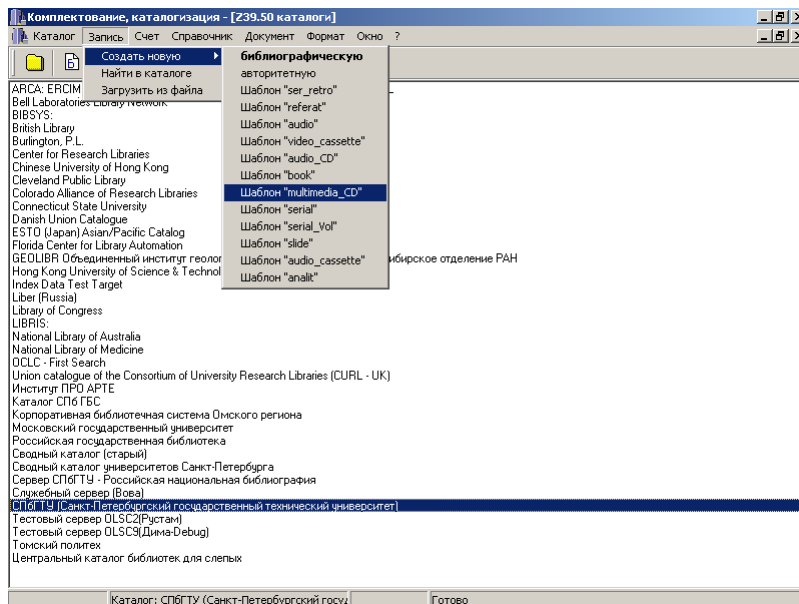 Комплектование, каталогизация - [Z39.50 каталоги]
Каталог Запись Счет Справочник Документ Формат Окно ?
Создать новую
Найти в каталоге
Загрузить из файла
библиографическую
авторитетную
Шаблон "ser_retro"
Шаблон "referat"
Шаблон "audio"
Шаблон "video_cassette"
Шаблон "audio_CD"
Шаблон "book"
Шаблон "multimedia_CD"
Шаблон "serial"
Шаблон "serial_Vol"
Шаблон "slide"
Шаблон "audio_cassette"
Шаблон "analit"
ARCA: ERCIM
Bell Laboratories Library Network
BIBSYS:
British Library
Burlington, P.L.
Center for Research Libraries
Chinese University of Hong Kong
Cleveland Public Library
Colorado Alliance of Research Libraries
Connecticut State University
Danish Union Catalogue
ESTO (Japan) Asian/Pacific Catalog
Florida Center for Library Automation
GEOLIBR Объединенный институт геолог ибирское отделение РАН
Hong Kong University of Science & Technol
Index Data Test Target
Liber (Russia)
Library of Congress
LIBRIS:
National Library of Australia
National Library of Medicine
OCLC - First Search
Union catalogue of the Consortium of University Research Libraries (CURL - UK)
Институт ПРО АРТЕ
Каталог СПб ГБС
Корпоративная библиотечная система Омского региона
Московский государственный университет
Российская государственная библиотека
Сводный каталог (старый)
Сводный каталог университетов Санкт-Петербурга
Сервер СПбГТУ - Российская национальная библиография
Служебный сервер (Вова)
СПбГТУ (Санкт-Петербургский государственный технический университет)
Тестовый сервер OLSC2(Рустам)
Тестовый сервер OLSC9(Дима-Debug)
Томский политех
Центральный каталог библиотек для слепых
Каталог: СПбГТУ (Санкт-Петербургский госу Готово